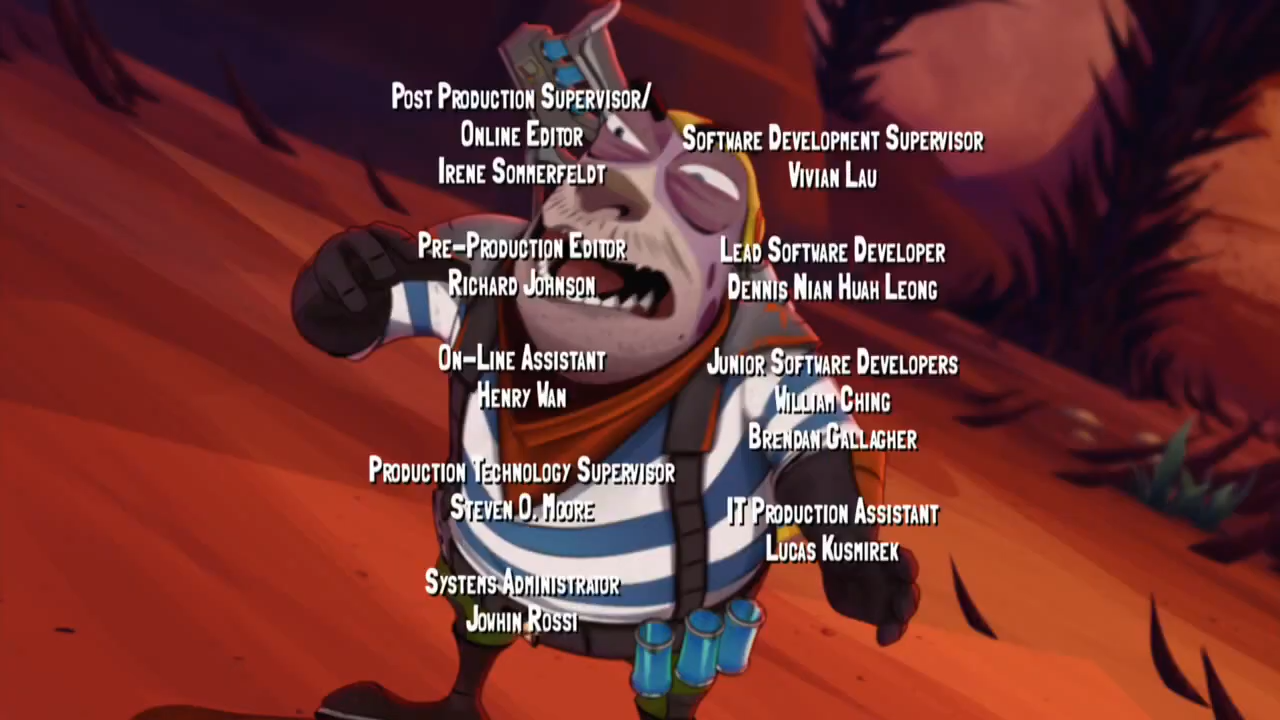 Post Production Supervisor/
Online Editor
Irene Sommerfeldt
Pre-Production Editor
Richard Johnson
On-Line Assistant
Henry Wan
Production Technology Supervisor
Steven O. Moore
Systems Administrator
Jowhin Rossi
Software Development Supervisor
Vivian Lau
Lead Software Developer
Dennis Nian Huah Leong
Junior Software Developers
William Ching
Brendan Gallagher
IT Production Assistant
Lucas Kusmirek